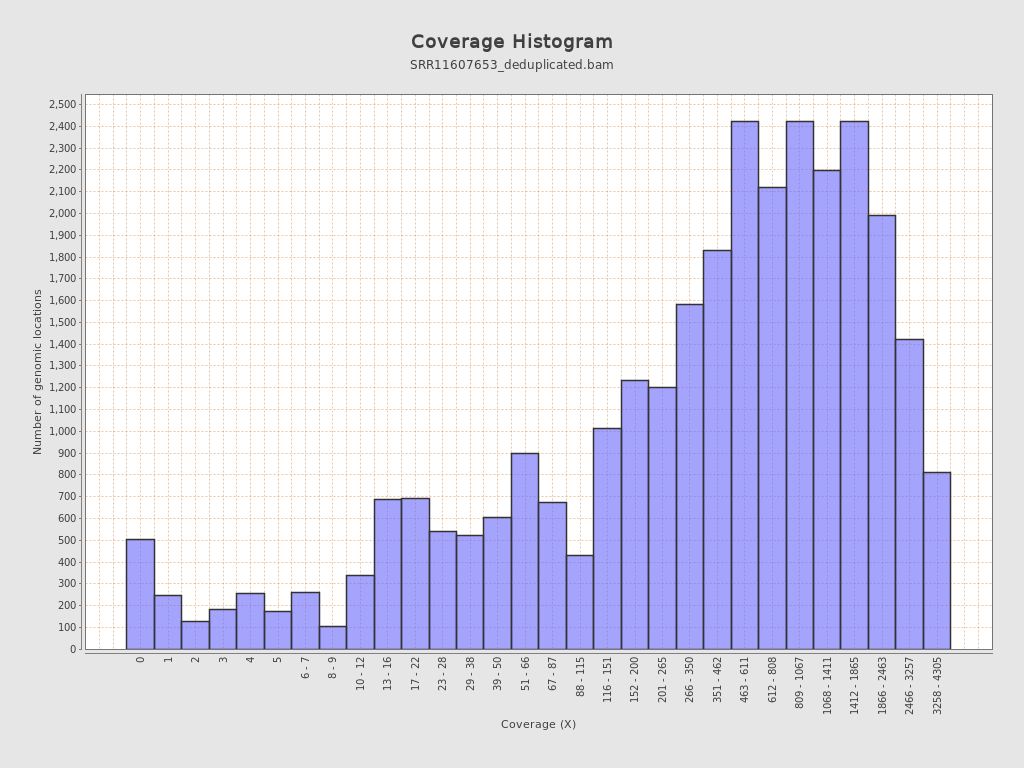 Coverage Histogram
SRR11607653_deduplicated.bam
Number of genomic locations
2,500
2,400
2,300
2,200
2,100
2,000
1,900
1,800
1,700
1,600
1,500
1,400
1,300
1,200
1,100
1,000
900
800
700
600
500
400
300
200
100
0
0
1
2
3
4
5
6 - 7
8 - 9
10 - 12
13 - 16
17 - 22
23 - 28
29 - 38
39 - 50
51 - 66
67 - 87
88 - 115
116 - 151
152 - 200
201 - 265
266 - 350
351 - 462
463 - 611
612 - 808
809 - 1067
1068 - 1411
1412 - 1865
1866 - 2463
2466 - 3257
3258 - 4305
Coverage (X)